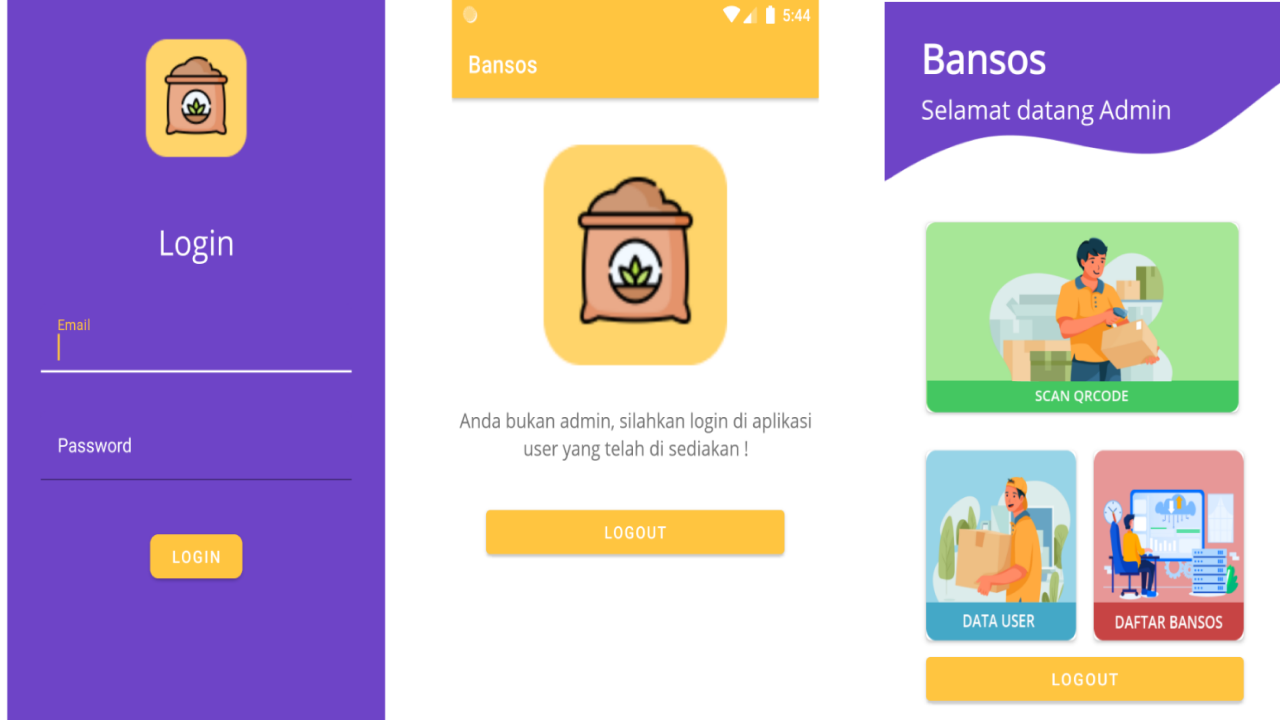 Login
Email
Password
LOGIN
5:44
Bansos
Anda bukan admin, silahkan login di aplikasi
user yang telah di sediakan !
LOGOUT
Bansos
Selamat datang Admin
SCAN QRCODE
DATA USER
DAFTAR BANSOS
LOGOUT